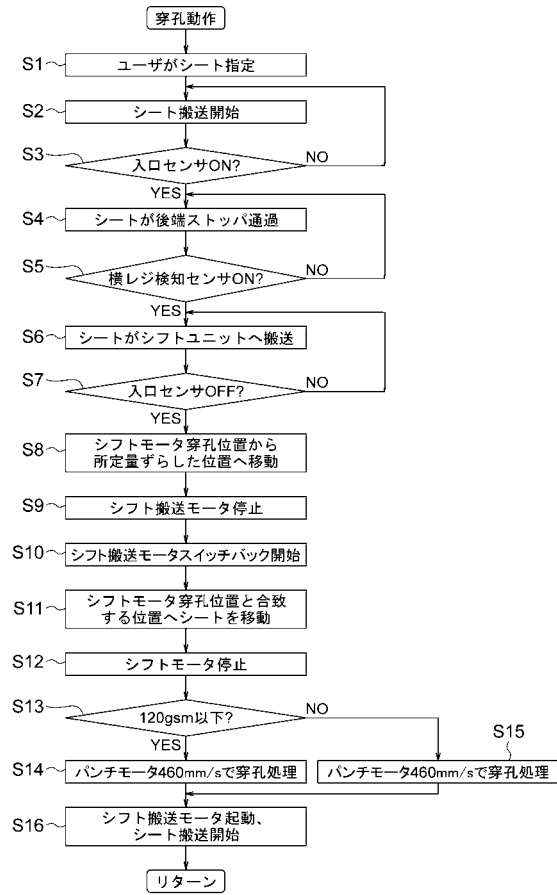 穿孔動作
S1
ユーザがシート指定
S2
シート搬送開始
S3
入口センサON?
NO
YES
S4
シートが後端ストッパ通過
S5
横レジ検知センサON?
NO
YES
S6
シートがシフトユニットへ搬送
S7
入口センサOFF?
NO
YES
S8
シフトモータ穿孔位置から
所定量ずらした位置へ移動
S9
シフト搬送モータ停止
S10
シフト搬送モータスイッチバック開始
S11
シフトモータ穿孔位置と合致
する位置へシートを移動
S12
シフトモータ停止
S13
120gsm以下?
NO
YES
S15
S14
パンチモータ460mm/sで穿孔処理
パンチモータ460mm/sで穿孔処理
S16
シフト搬送モータ起動、
シート搬送開始
リターン